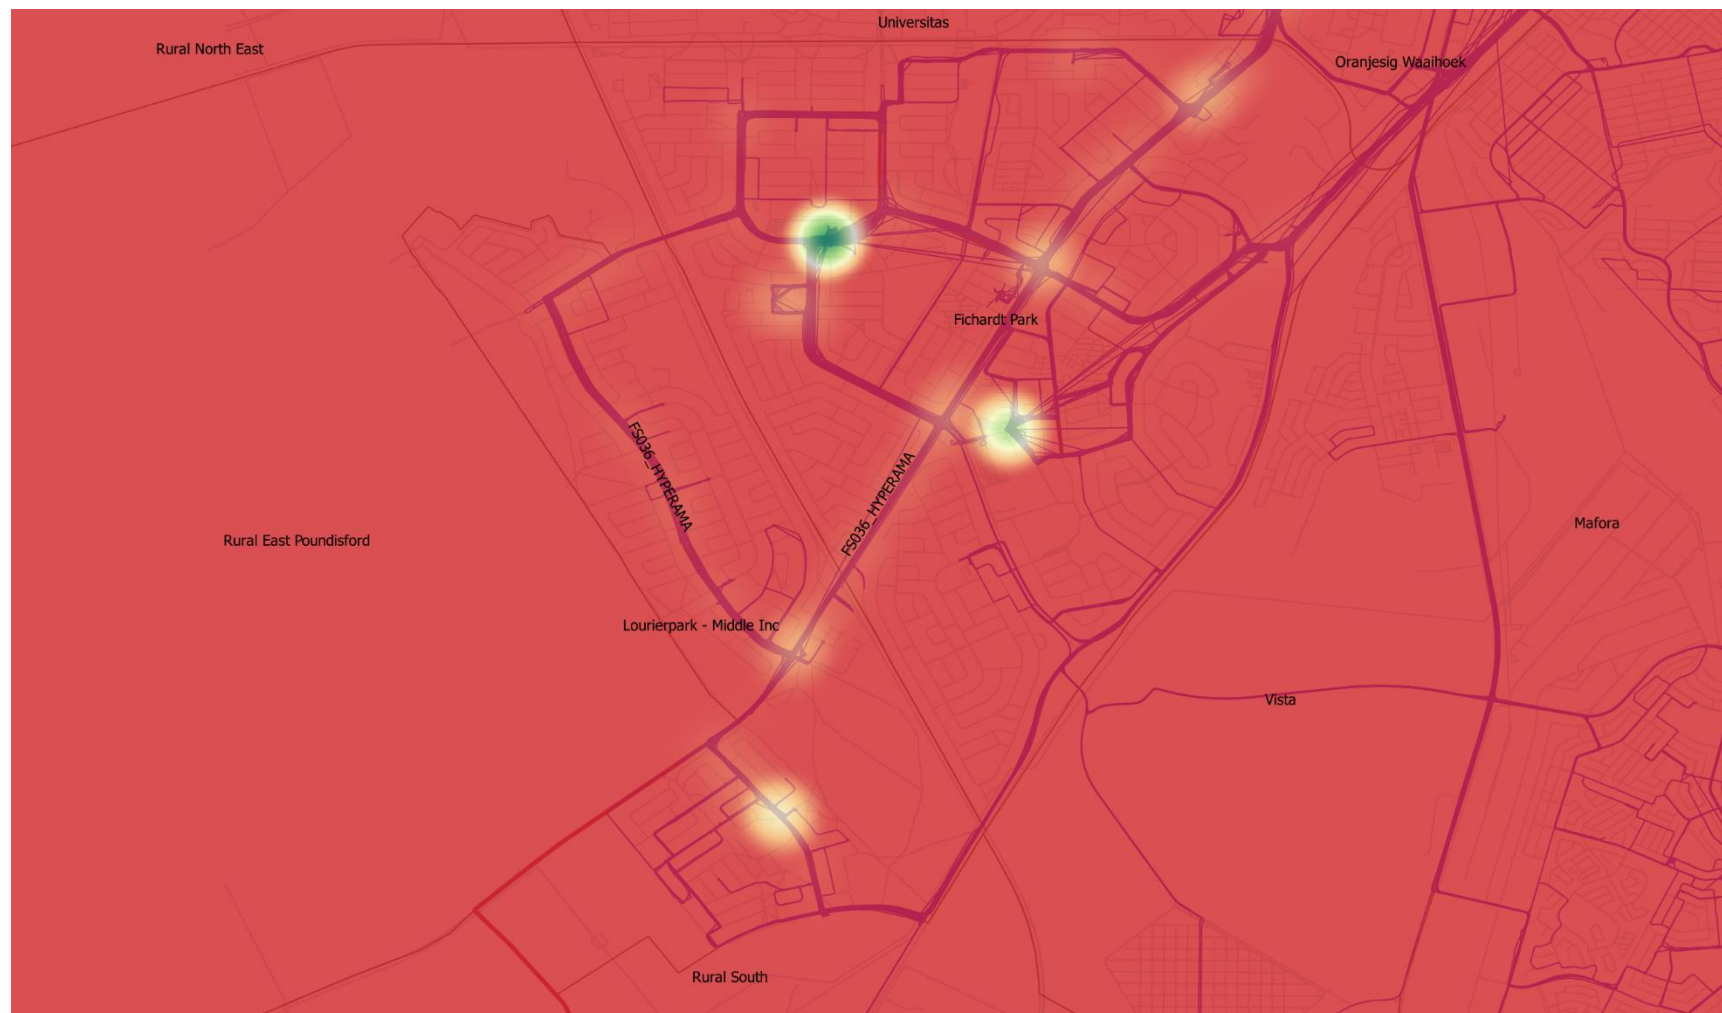 Universitas
Rural North East
Oranjesig Waaihoek
Fichardt Park
FS036_HYPERAMA
FS036_HYPERAMA
Mafora
Rural East Poundisford
Lourierpark - Middle Inc
Vista
Rural South